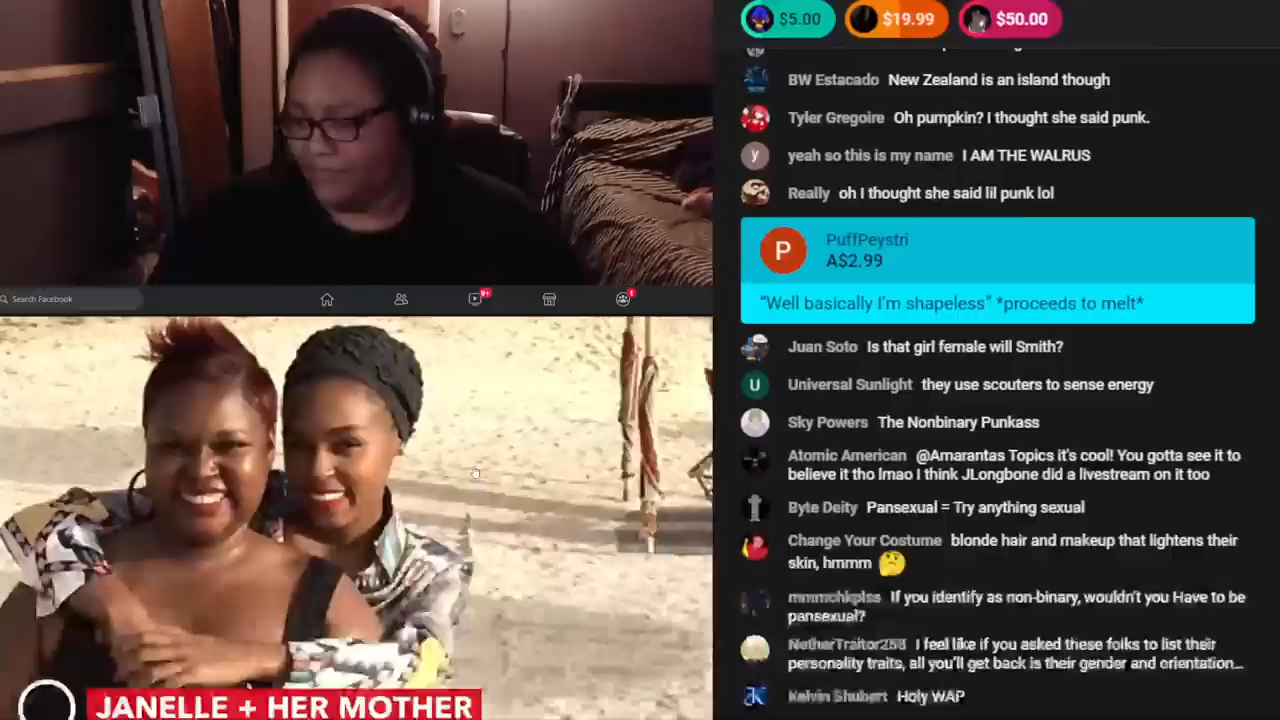 $5.00
$19.99
$50.00
BW Estacado New Zealand is an island though
Tyler Gregoire Oh pumpkin? I thought she said punk.
y
yeah so this is my name I AM THE WALRUS
Really oh I thought she said lil punk lol
P
PuffPeystri
A$2.99
"Well basically I'm shapeless" *proceeds to melt*
Juan Soto Is that girl female will Smith?
U
Universal Sunlight they use scouters to sense energy
Sky Powers The Nonbinary Punkass
Atomic American @Amarantas Topics it's cool! You gotta see it to
believe it tho lmao I think JLongbone did a livestream on it too
Byte Deity Pansexual = Try anything sexual
Change Your Costume blonde hair and makeup that lightens their
skin, hmmm
If you identify as non-binary, wouldn't you Have to be
pansexual?
NetherTraitor258 I feel like if you asked these folks to list their
personality traits, all you'll get back is their gender and orientation...
Kelvin Shubert Holy WAP
Search Facebook
9+
1
JANELLE + HER MOTHER